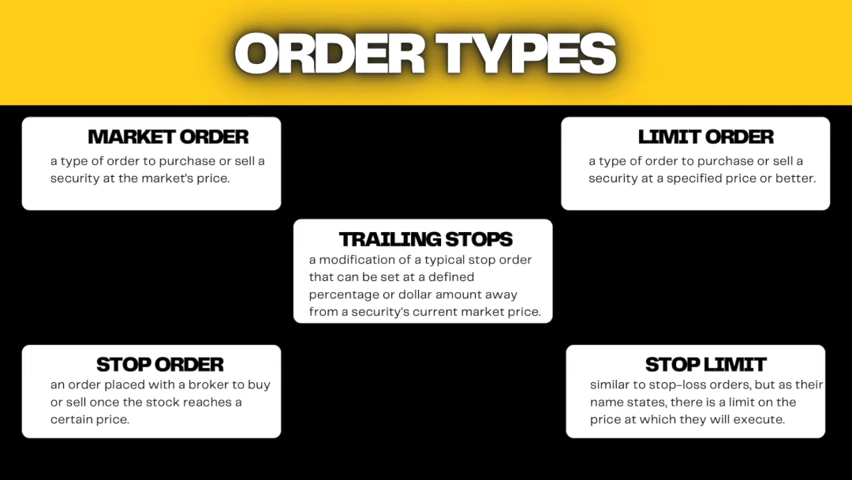 ORDER TYPES
MARKET ORDER
a type of order to purchase or sell a
security at the market's price.
LIMIT ORDER
a type of order to purchase or sell a
security at a specified price or better.
TRAILING STOPS
a modification of a typical stop order
that can be set at a defined
percentage or dollar amount away
from a security's current market price.
STOP ORDER
an order placed with a broker to buy
or sell once the stock reaches a
certain price.
STOP LIMIT
similar to stop-loss orders, but as their
name states, there is a limit on the
price at which they will execute.